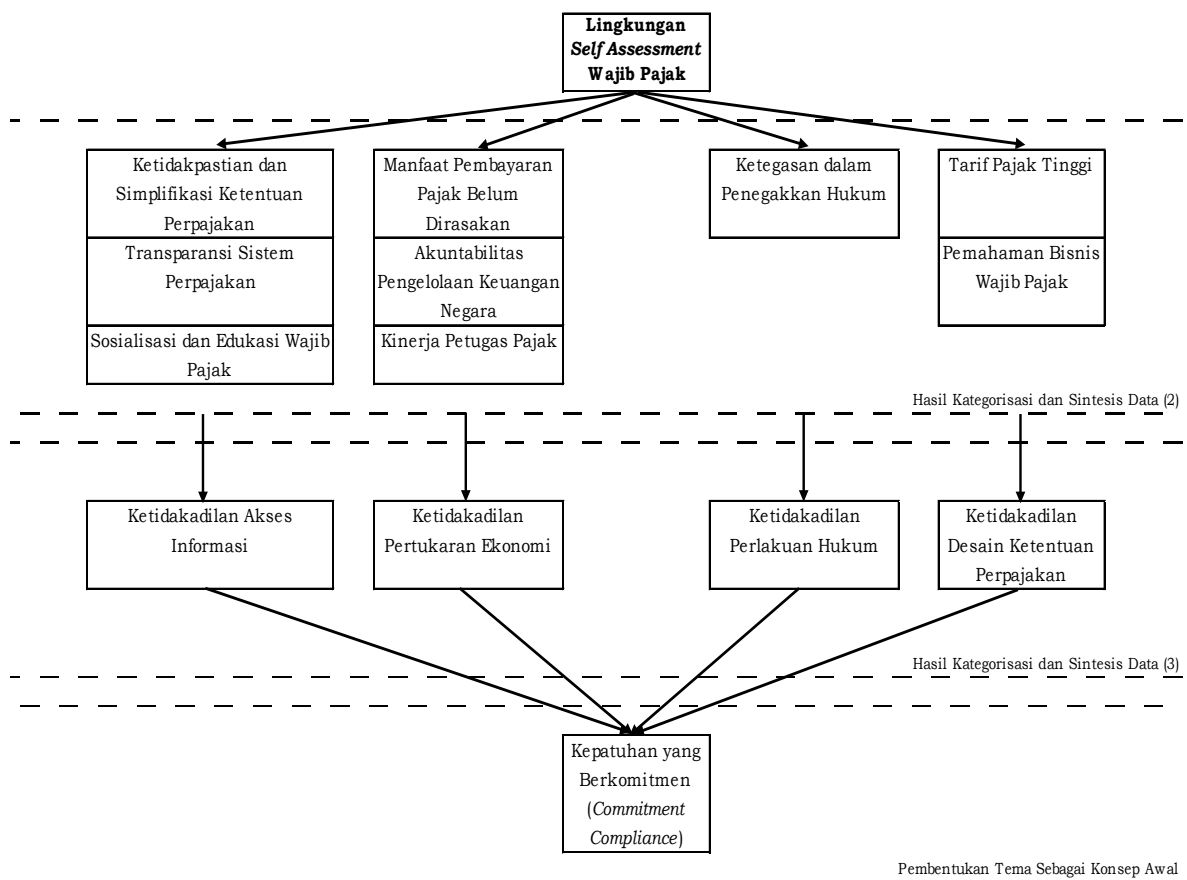 Lingkungan
Self Assessment
Wajib Pajak
Ketidakpastian dan
Simplifikasi Ketentuan
Perpajakan
Transparansi Sistem
Perpajakan
Sosialisasi dan Edukasi Wajib
Pajak
Manfaat Pembayaran
Pajak Belum
Dirasakan
Akuntabilitas
Pengelolaan Keuangan
Negara
Kinerja Petugas Pajak
Ketegasan dalam
Penegakkan Hukum
Tarif Pajak Tinggi
Pemahaman Bisnis
Wajib Pajak
Hasil Kategorisasi dan Sintesis Data (2)
Ketidakadilan Akses
Informasi
Ketidakadilan
Pertukaran Ekonomi
Ketidakadilan
Perlakuan Hukum
Ketidakadilan
Desain Ketentuan
Perpajakan
Hasil Kategorisasi dan Sintesis Data (3)
Kepatuhan yang
Berkomitmen
(Commitment
Compliance)
Pembentukan Tema Sebagai Konsep Awal